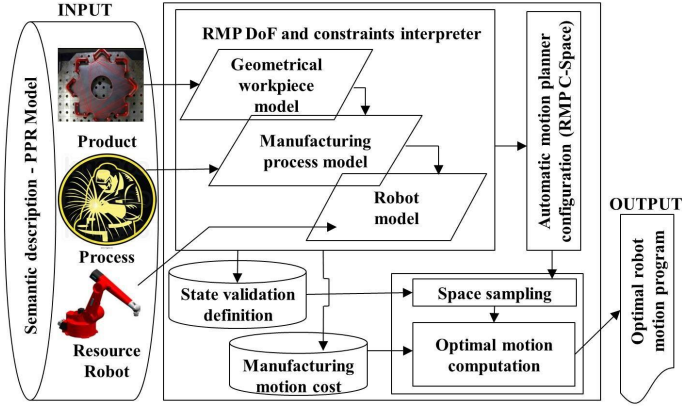 INPUT
Semantic description - PPR Model
Product
Process
Resource
Robot
RMP DoF and constraints interpreter
Geometrical
workpiece
model
Manufacturing
process model
Robot
model
Automatic motion planner
configuration (RMP C-Space)
State validation
definition
Manufacturing
motion cost
Space sampling
Optimal motion
computation
OUTPUT
Optimal robot
motion program